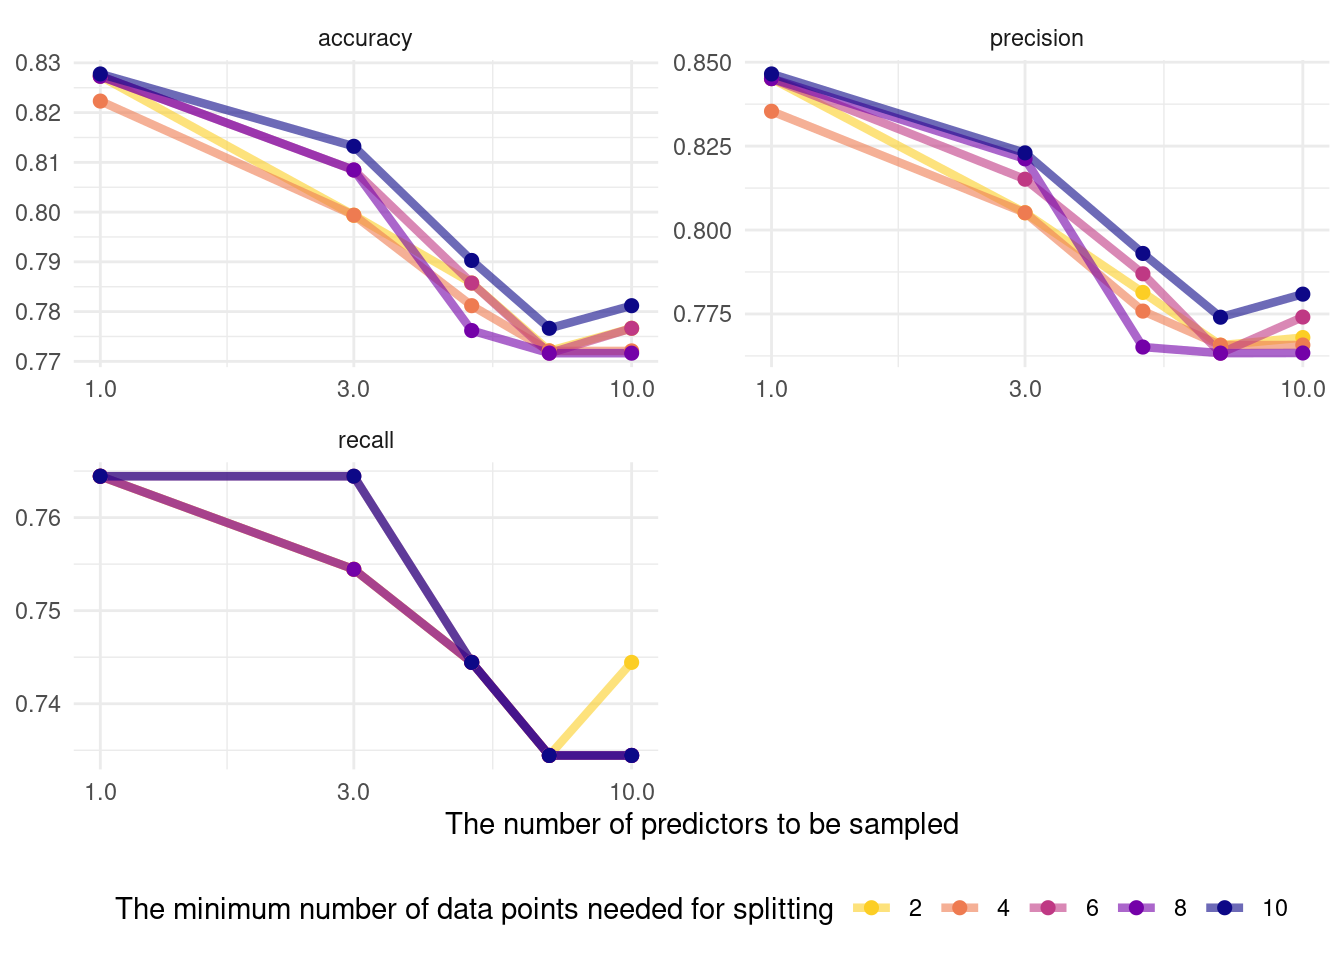 accuracy
0.83
0.82
0.81
0.80
0.79
0.78
0.77
1.0 3.0 10.0
precision
0.850
0.825
0.800
0.775
1.0 3.0 10.0
recall
0.76
0.75
0.74
1.0 3.0 10.0
The number of predictors to be sampled
The minimum number of data points needed for splitting 2 4 6 8 10